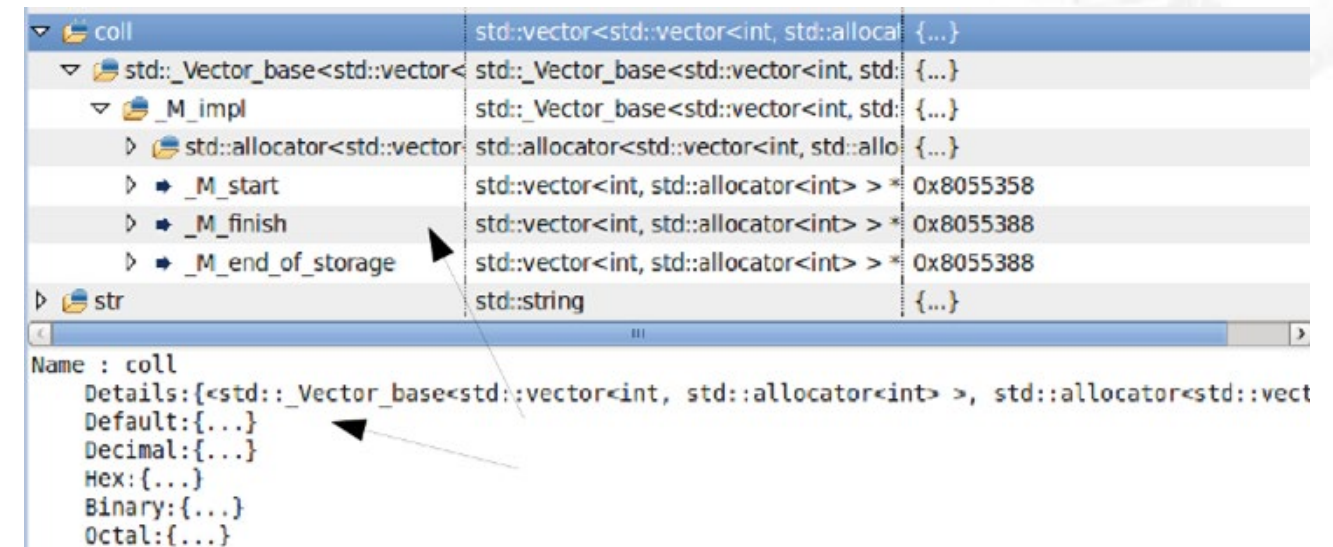 coll std::vector<std::vector<int, std::allocal {...}
std::_Vector_base<std::vector< std::_Vector_base<std::vector<int, std: {...}
_M_impl std::_Vector_base<std::vector<int, std: {...}
std::allocator<std::vector std::allocator<std::vector<int, std::allo {...}
_M_start std::vector<int, std::allocator<int> > * 0x8055358
_M_finish std::vector<int, std::allocator<int> > * 0x8055388
_M_end_of_storage std::vector<int, std::allocator<int> > * 0x8055388
str std::string {...}
Name : coll
Details:{<std::_Vector_base<std::vector<int, std::allocator<int> >, std::allocator<std::vect
Default:{...}
Decimal:{...}
Hex:{...}
Binary:{...}
Octal:{...}